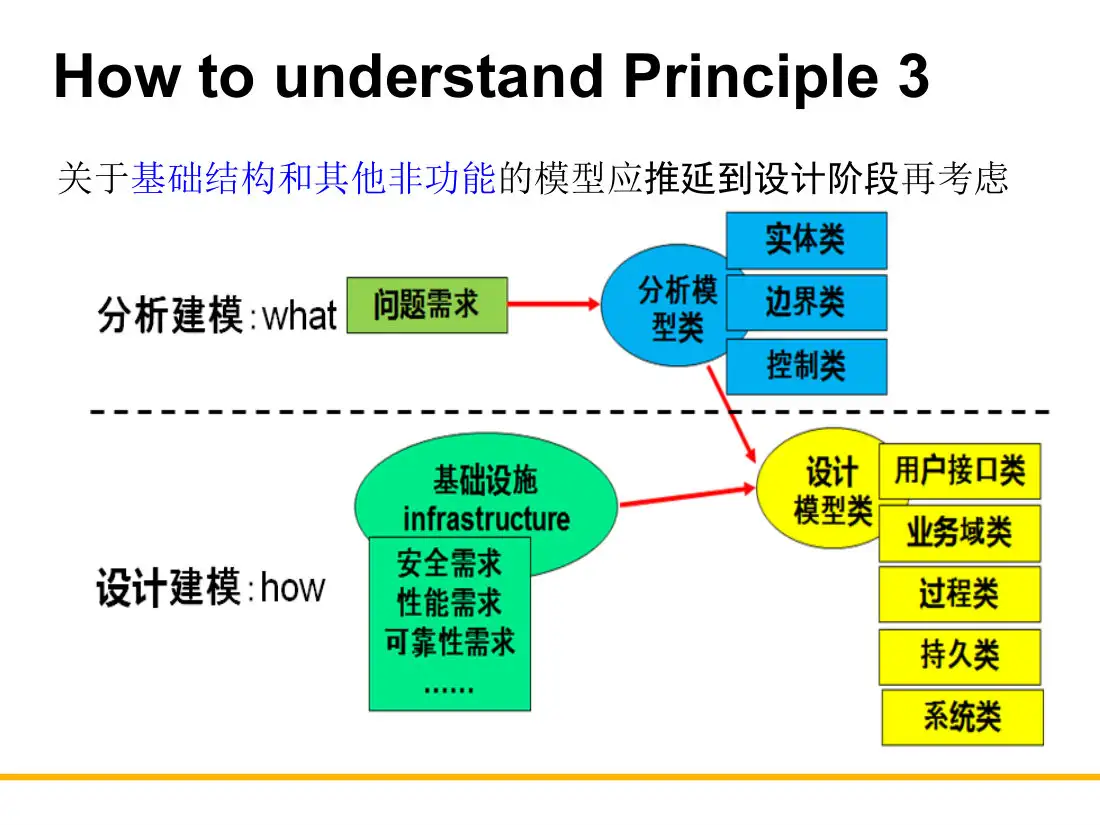 How to understand Principle 3
关于基础结构和其他非功能的模型应推延到设计阶段再考虑
分析建模：what
问题需求
分析模
型类
实体类
边界类
控制类
设计建模：how
基础设施
infrastructure
安全需求
性能需求
可靠性需求
……
设计
模型类
用户接口类
业务域类
过程类
持久类
系统类